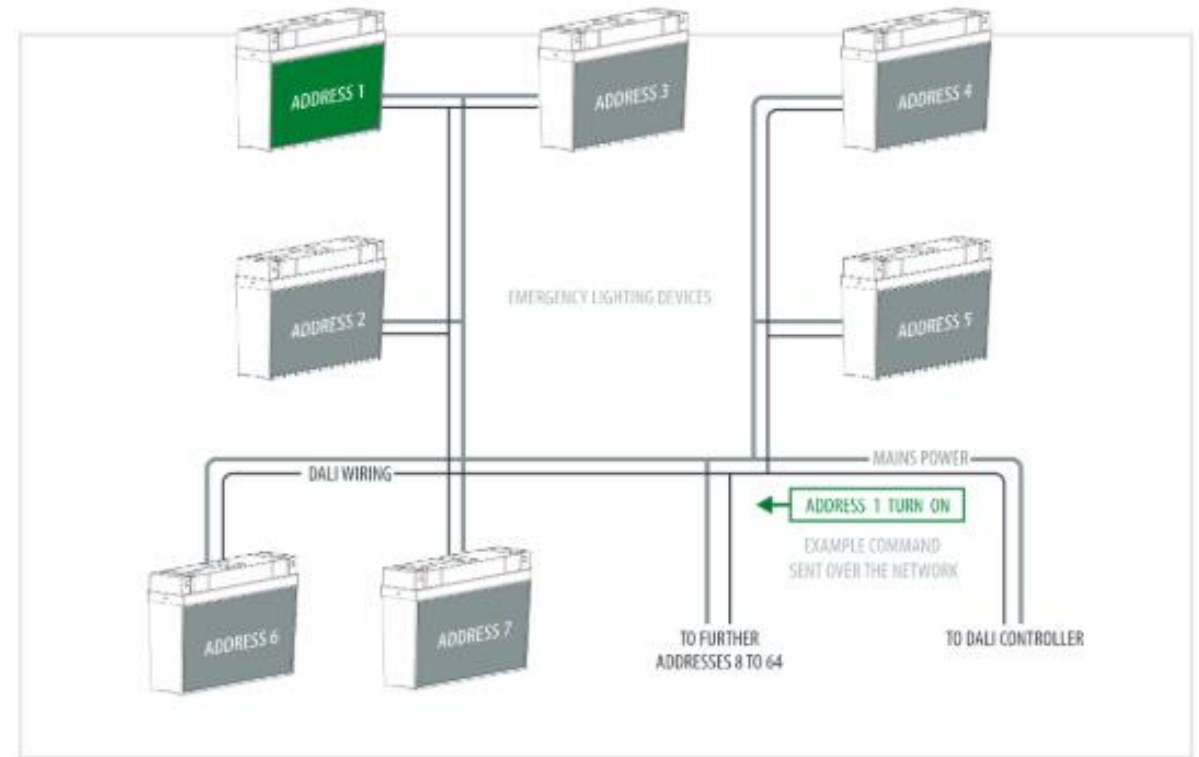 ADDRESS 1
ADDRESS 3
ADDRESS 4
ADDRESS 2
EMERGENCY LIGHTING DEVICES
ADDRESS 5
MAINS POWER
DALI WIRING
ADDRESS 1 TURN ON
EXAMPLE COMMAND
SENT OVER THE NETWORK
ADDRESS 6
ADDRESS 7
TO FURTHER
ADDRESSES 8 TO 64
TO DALI CONTROLLER